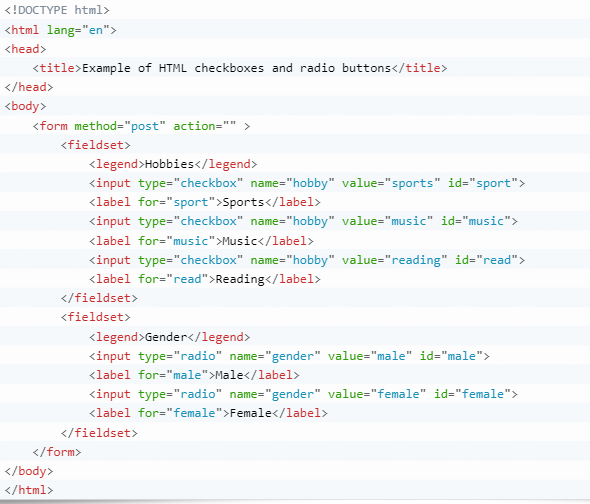 <!DOCTYPE html>
<html lang="en">
<head>
    <title>Example of HTML checkboxes and radio buttons</title>
</head>
<body>
    <form method="post" action="" >
        <fieldset>
            <legend>Hobbies</legend>
            <input type="checkbox" name="hobby" value="sports" id="sport">
            <label for="sport">Sports</label>
            <input type="checkbox" name="hobby" value="music" id="music">
            <label for="music">Music</label>
            <input type="checkbox" name="hobby" value="reading" id="read">
            <label for="read">Reading</label>
        </fieldset>
        <fieldset>
            <legend>Gender</legend>
            <input type="radio" name="gender" value="male" id="male">
            <label for="male">Male</label>
            <input type="radio" name="gender" value="female" id="female">
            <label for="female">Female</label>
        </fieldset>
    </form>
</body>
</html>